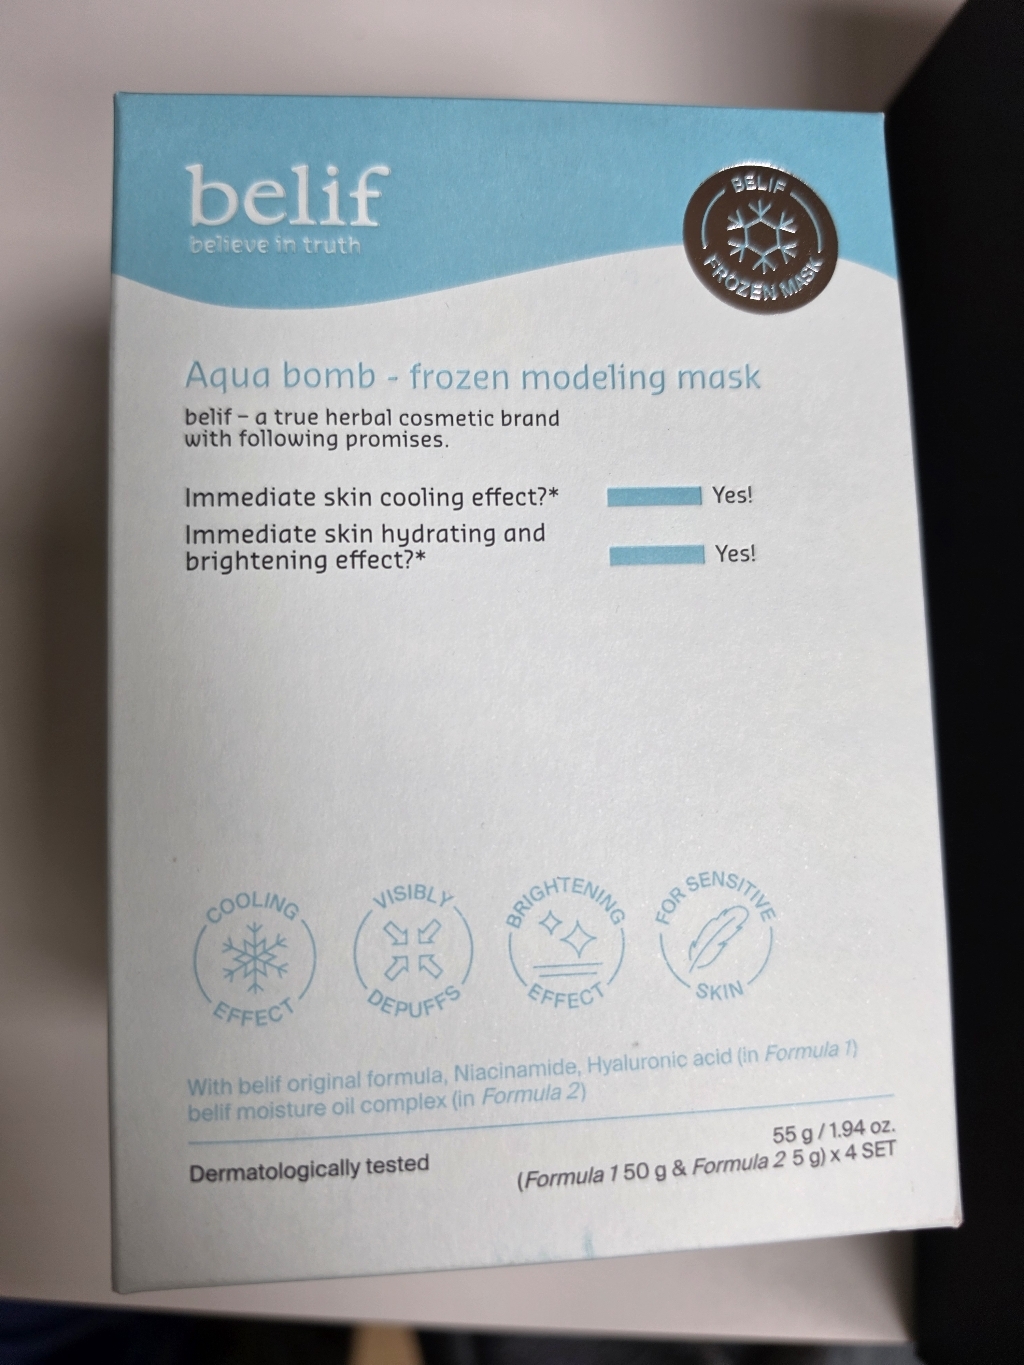 belif
believe in truth
BELIF
FROZEN MASK
Aqua bomb - frozen modeling mask
belif – a true herbal cosmetic brand
with following promises.
Immediate skin cooling effect?* Yes!
Immediate skin hydrating and
brightening effect?* Yes!
COOLING
EFFECT
VISIBLY
DEPUFFS
BRIGHTENING
EFFECT
FOR SENSITIVE
SKIN
With belif original formula, Niacinamide, Hyaluronic acid (in Formula 1)
belif moisture oil complex (in Formula 2)
Dermatologically tested
55 g / 1.94 oz.
(Formula 1 50 g & Formula 2 5 g) x 4 SET